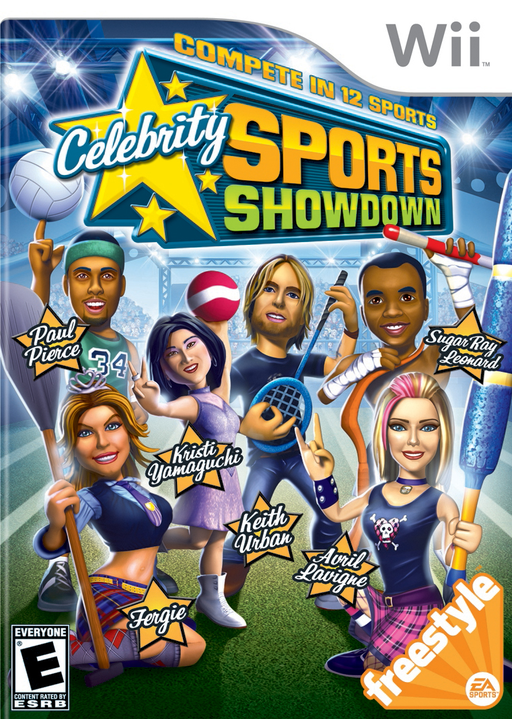 Wii™
COMPETE IN 12 SPORTS
Celebrity
SPORTS
SHOWDOWN
Paul
Pierce
34
Sugar Ray
Leonard
Kristi
Yamaguchi
Keith
Urban
Avril
Lavigne
Fergie
freestyle
EA
SPORTS
EVERYONE
E
CONTENT RATED BY
ESRB